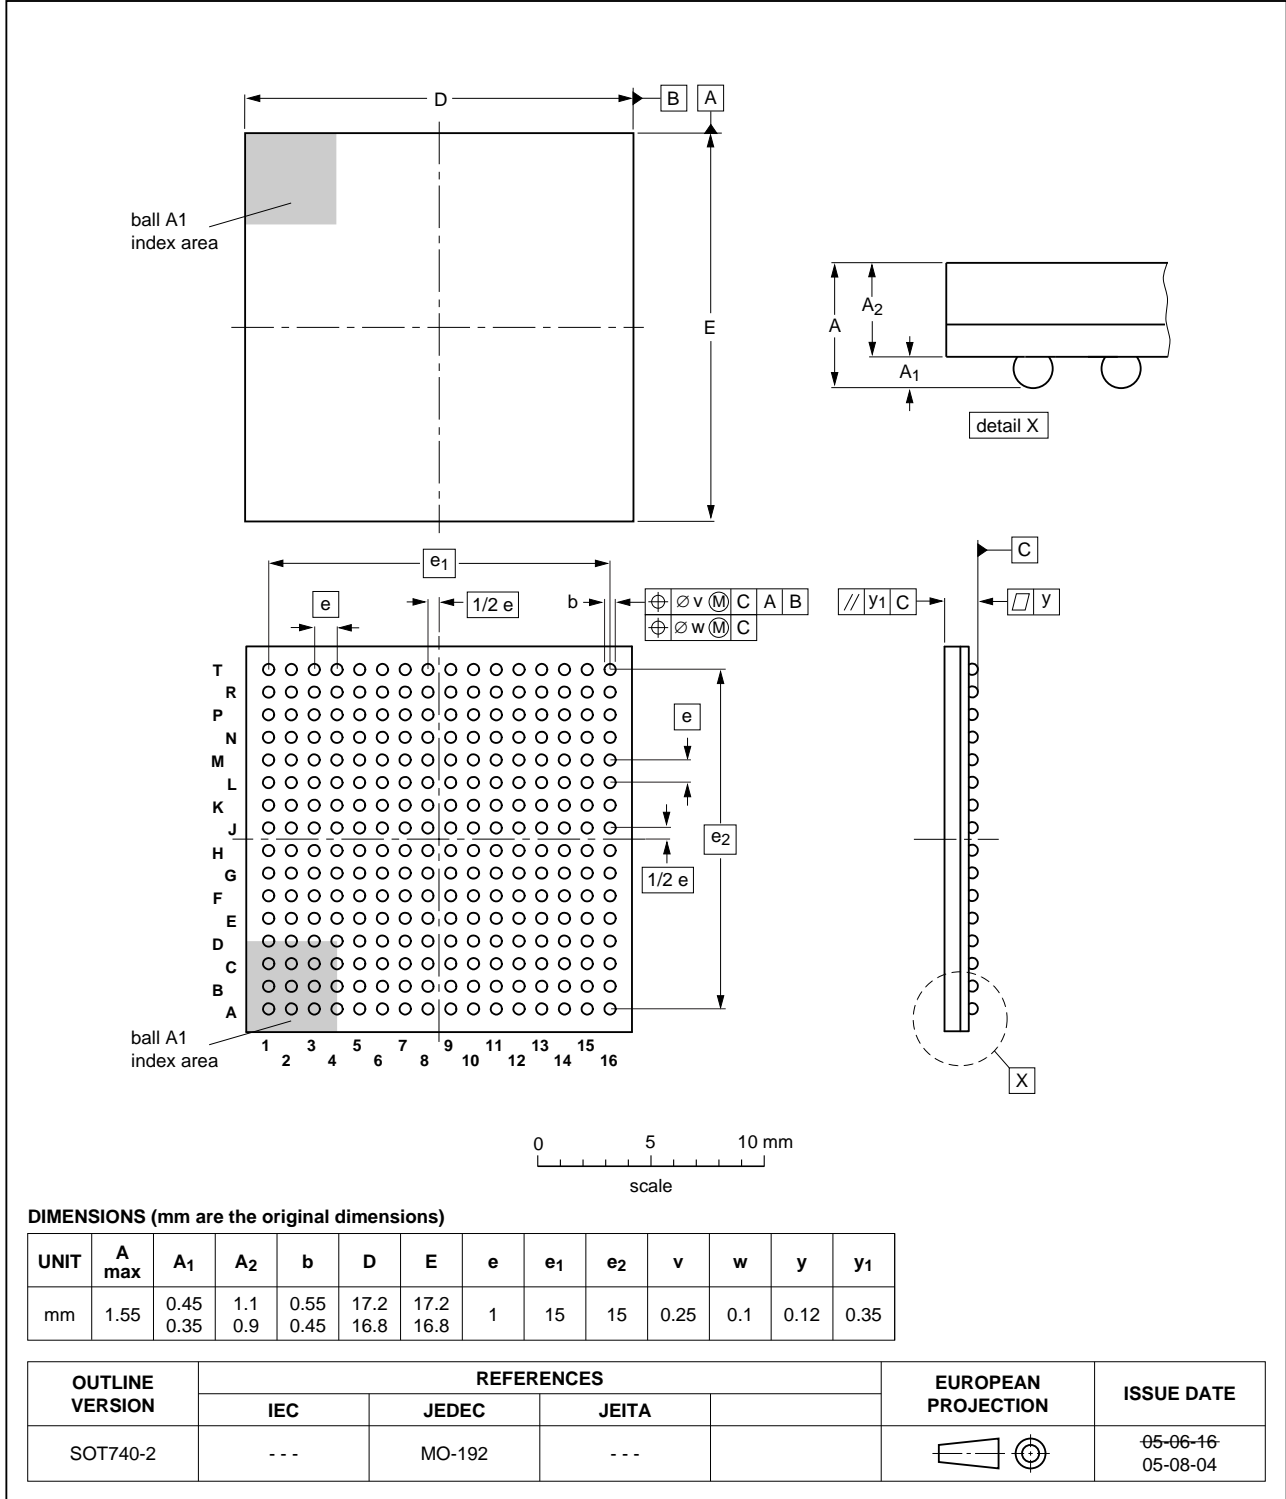 D
B
A
ball A1
index area
E
A
A2
A1
detail X
e1
e
1/2 e
b
⌖ ⌀ v Ⓜ C A B
⌖ ⌀ w Ⓜ C
// y1 C
C
⏥ y
T
R
P
N
M
L
K
J
H
G
F
E
D
C
B
A
e
e2
1/2 e
ball A1
index area
1 3 5 7 9 11 13 15
2 4 6 8 10 12 14 16
X
0 5 10 mm
scale
DIMENSIONS (mm are the original dimensions)
UNIT A max A1 A2 b D E e e1 e2 v w y y1
mm 1.55 0.45 0.35 1.1 0.9 0.55 0.45 17.2 16.8 17.2 16.8 1 15 15 0.25 0.1 0.12 0.35
OUTLINE VERSION REFERENCES EUROPEAN PROJECTION ISSUE DATE
IEC JEDEC JEITA
SOT740-2 - - - MO-192 - - - 05-06-16
05-08-04